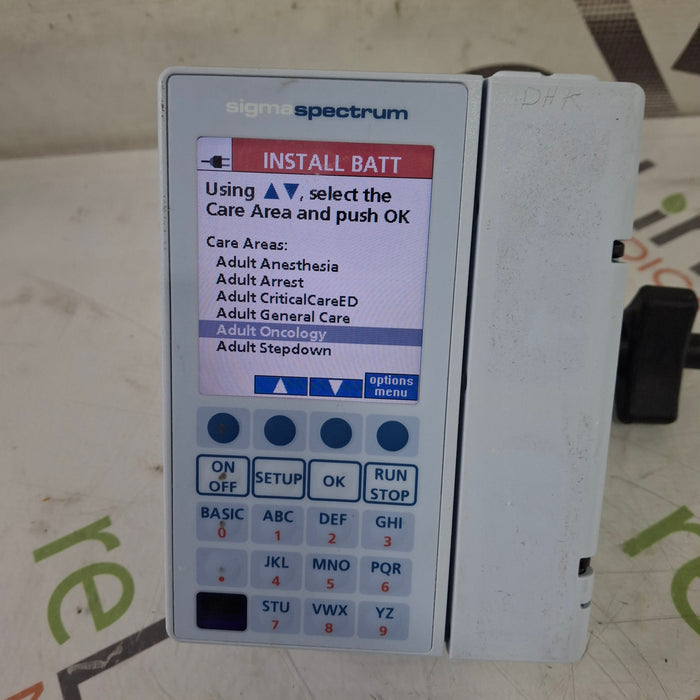 DHK
sigmaspectrum
INSTALL BATT
Using ▲▼, select the
Care Area and push OK
Care Areas:
Adult Anesthesia
Adult Arrest
Adult CriticalCareED
Adult General Care
Adult Oncology
Adult Stepdown
options
menu
ON
OFF
SETUP
OK
RUN
STOP
BASIC
0
ABC
1
DEF
2
GHI
3
.
JKL
4
MNO
5
PQR
6
STU
7
VWX
8
YZ
9
re